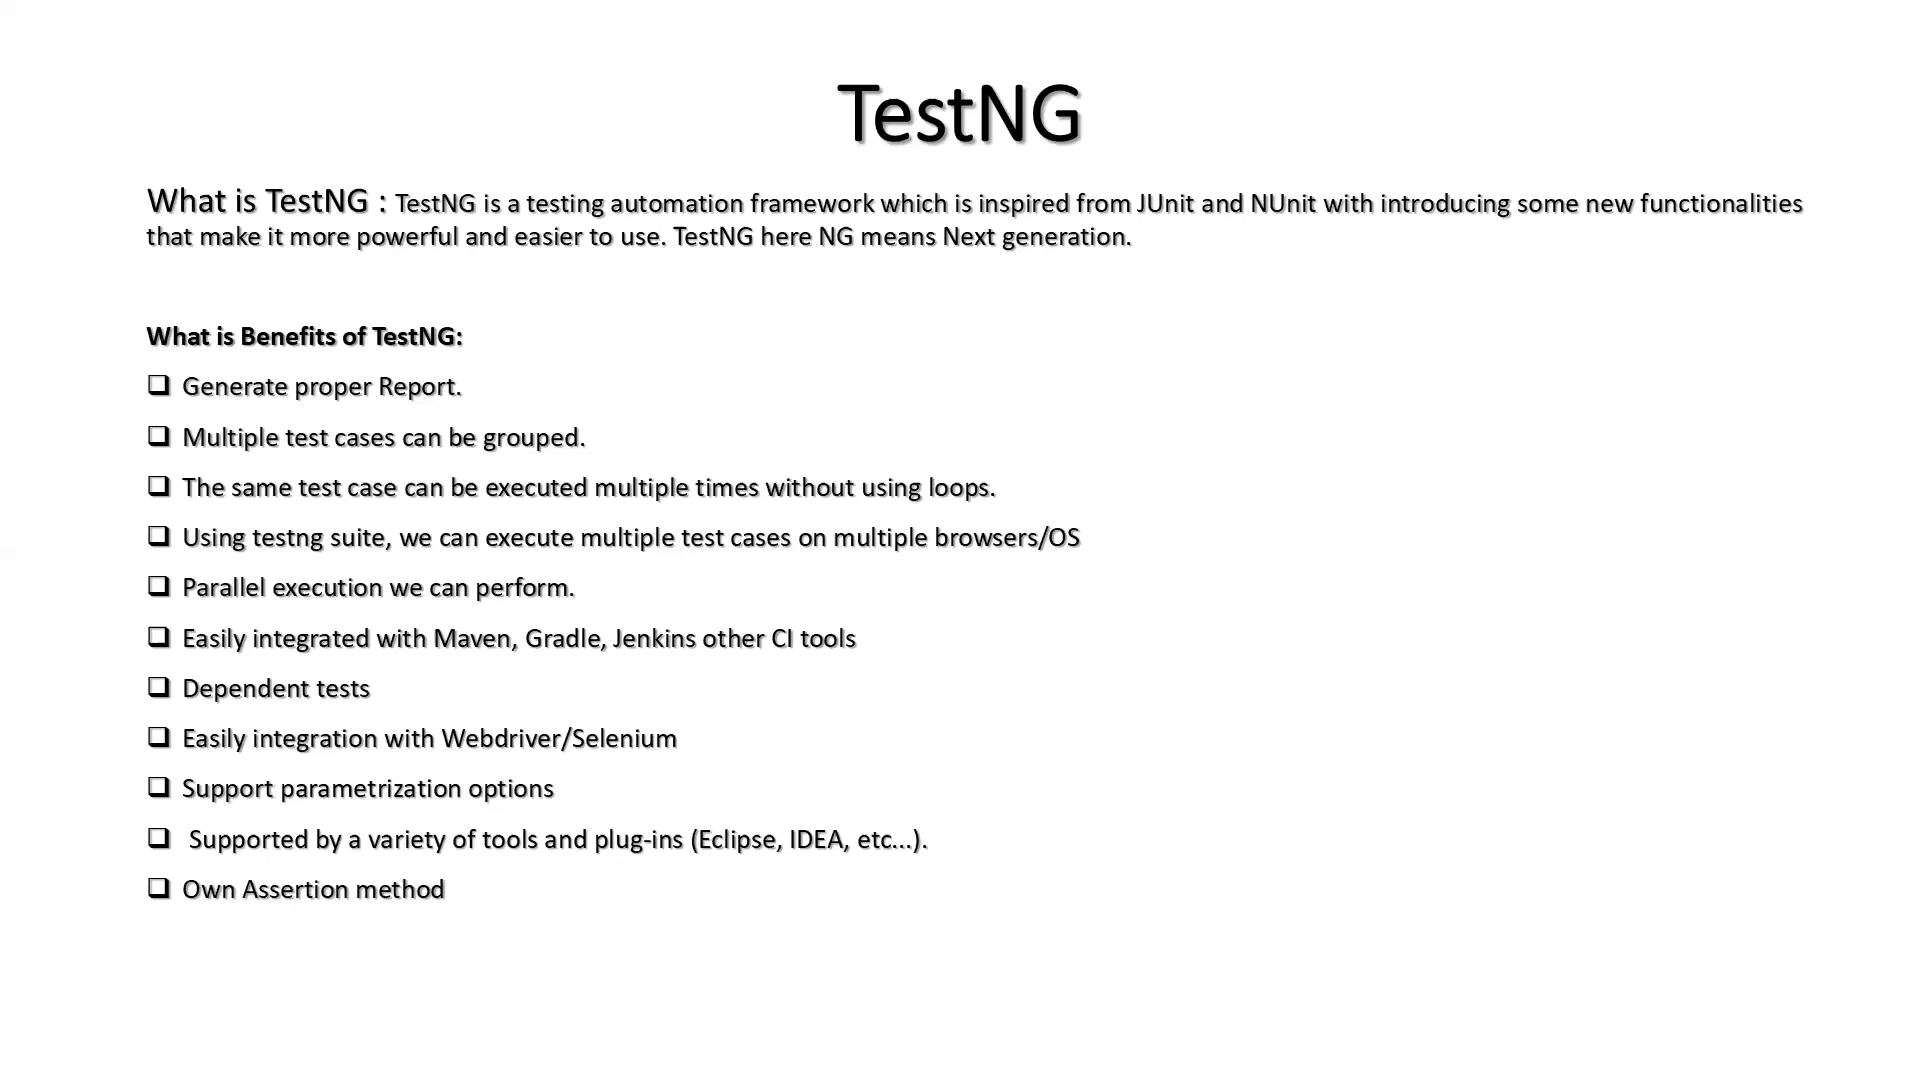 TestNG
What is TestNG : TestNG is a testing automation framework which is inspired from JUnit and NUnit with introducing some new functionalities
that make it more powerful and easier to use. TestNG here NG means Next generation.
What is Benefits of TestNG:
❑ Generate proper Report.
❑ Multiple test cases can be grouped.
❑ The same test case can be executed multiple times without using loops.
❑ Using testng suite, we can execute multiple test cases on multiple browsers/OS
❑ Parallel execution we can perform.
❑ Easily integrated with Maven, Gradle, Jenkins other CI tools
❑ Dependent tests
❑ Easily integration with Webdriver/Selenium
❑ Support parametrization options
❑ Supported by a variety of tools and plug-ins (Eclipse, IDEA, etc...).
❑ Own Assertion method